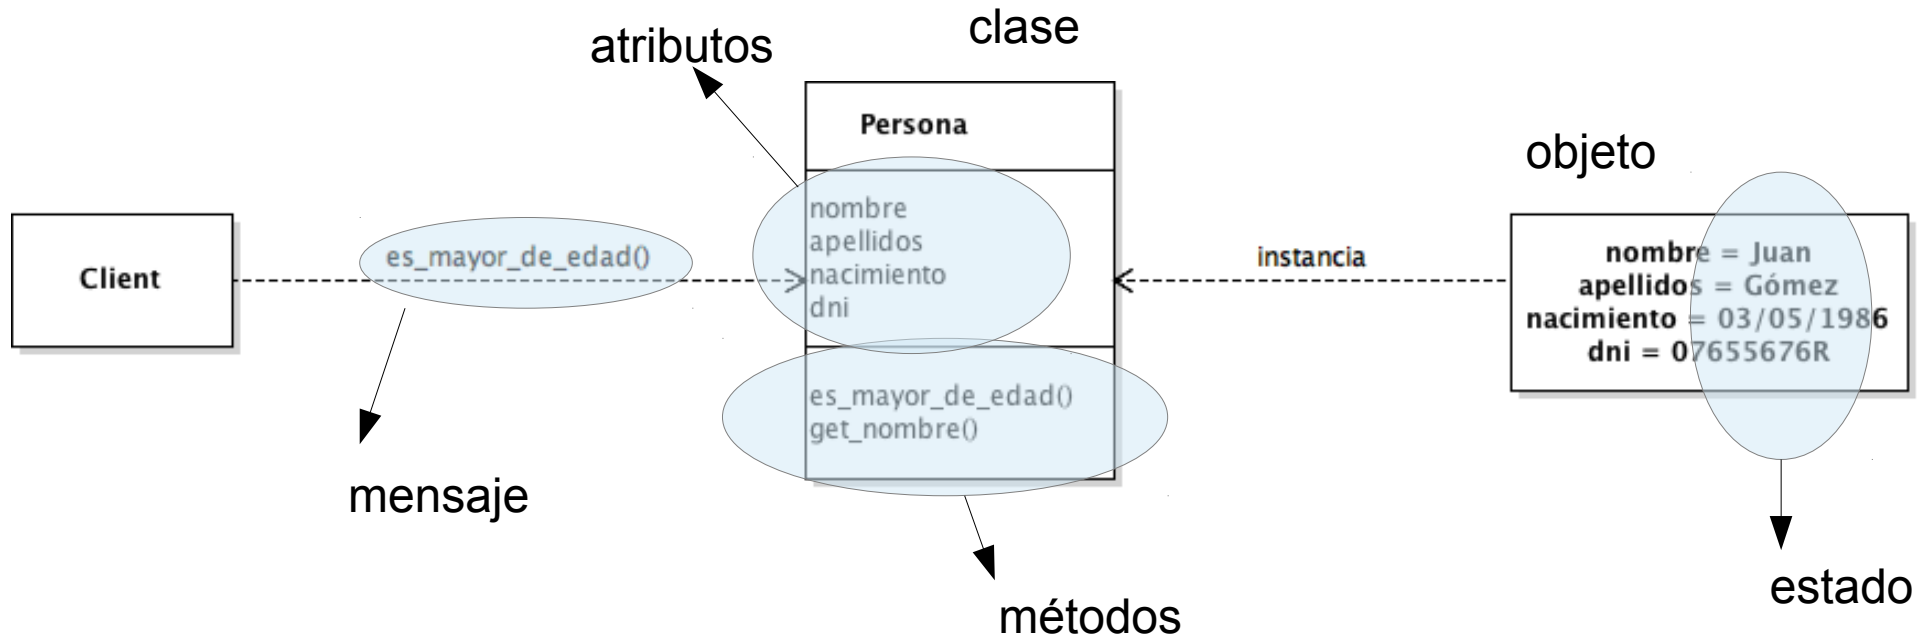 clase
atributos
Persona
objeto
nombre
apellidos
nacimiento
dni
es_mayor_de_edad()
Client
instancia
nombre = Juan
apellidos = Gómez
nacimiento = 03/05/1986
dni = 07655676R
es_mayor_de_edad()
get_nombre()
mensaje
estado
métodos